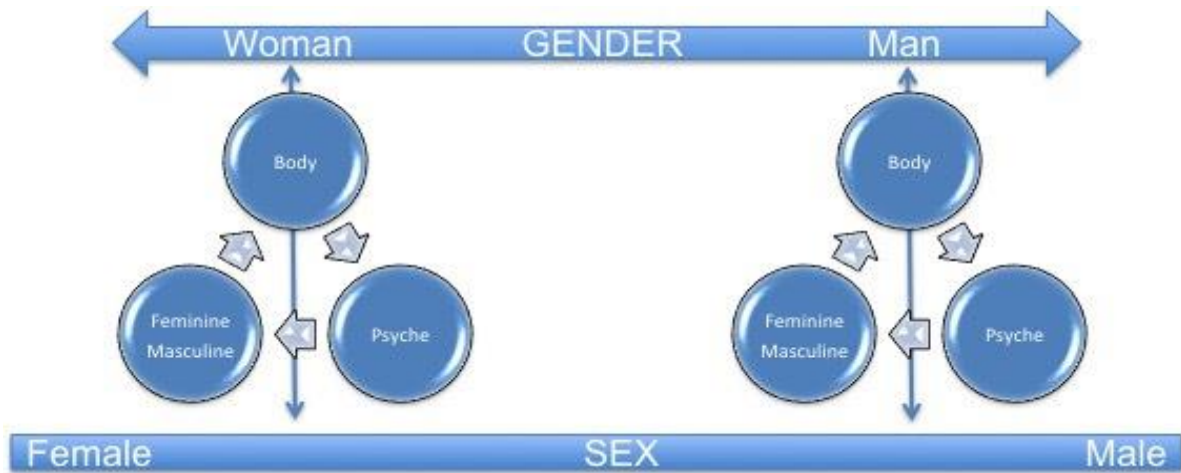 Woman GENDER Man
Body Body
Feminine
Masculine
Psyche
Feminine
Masculine
Psyche
Female SEX Male